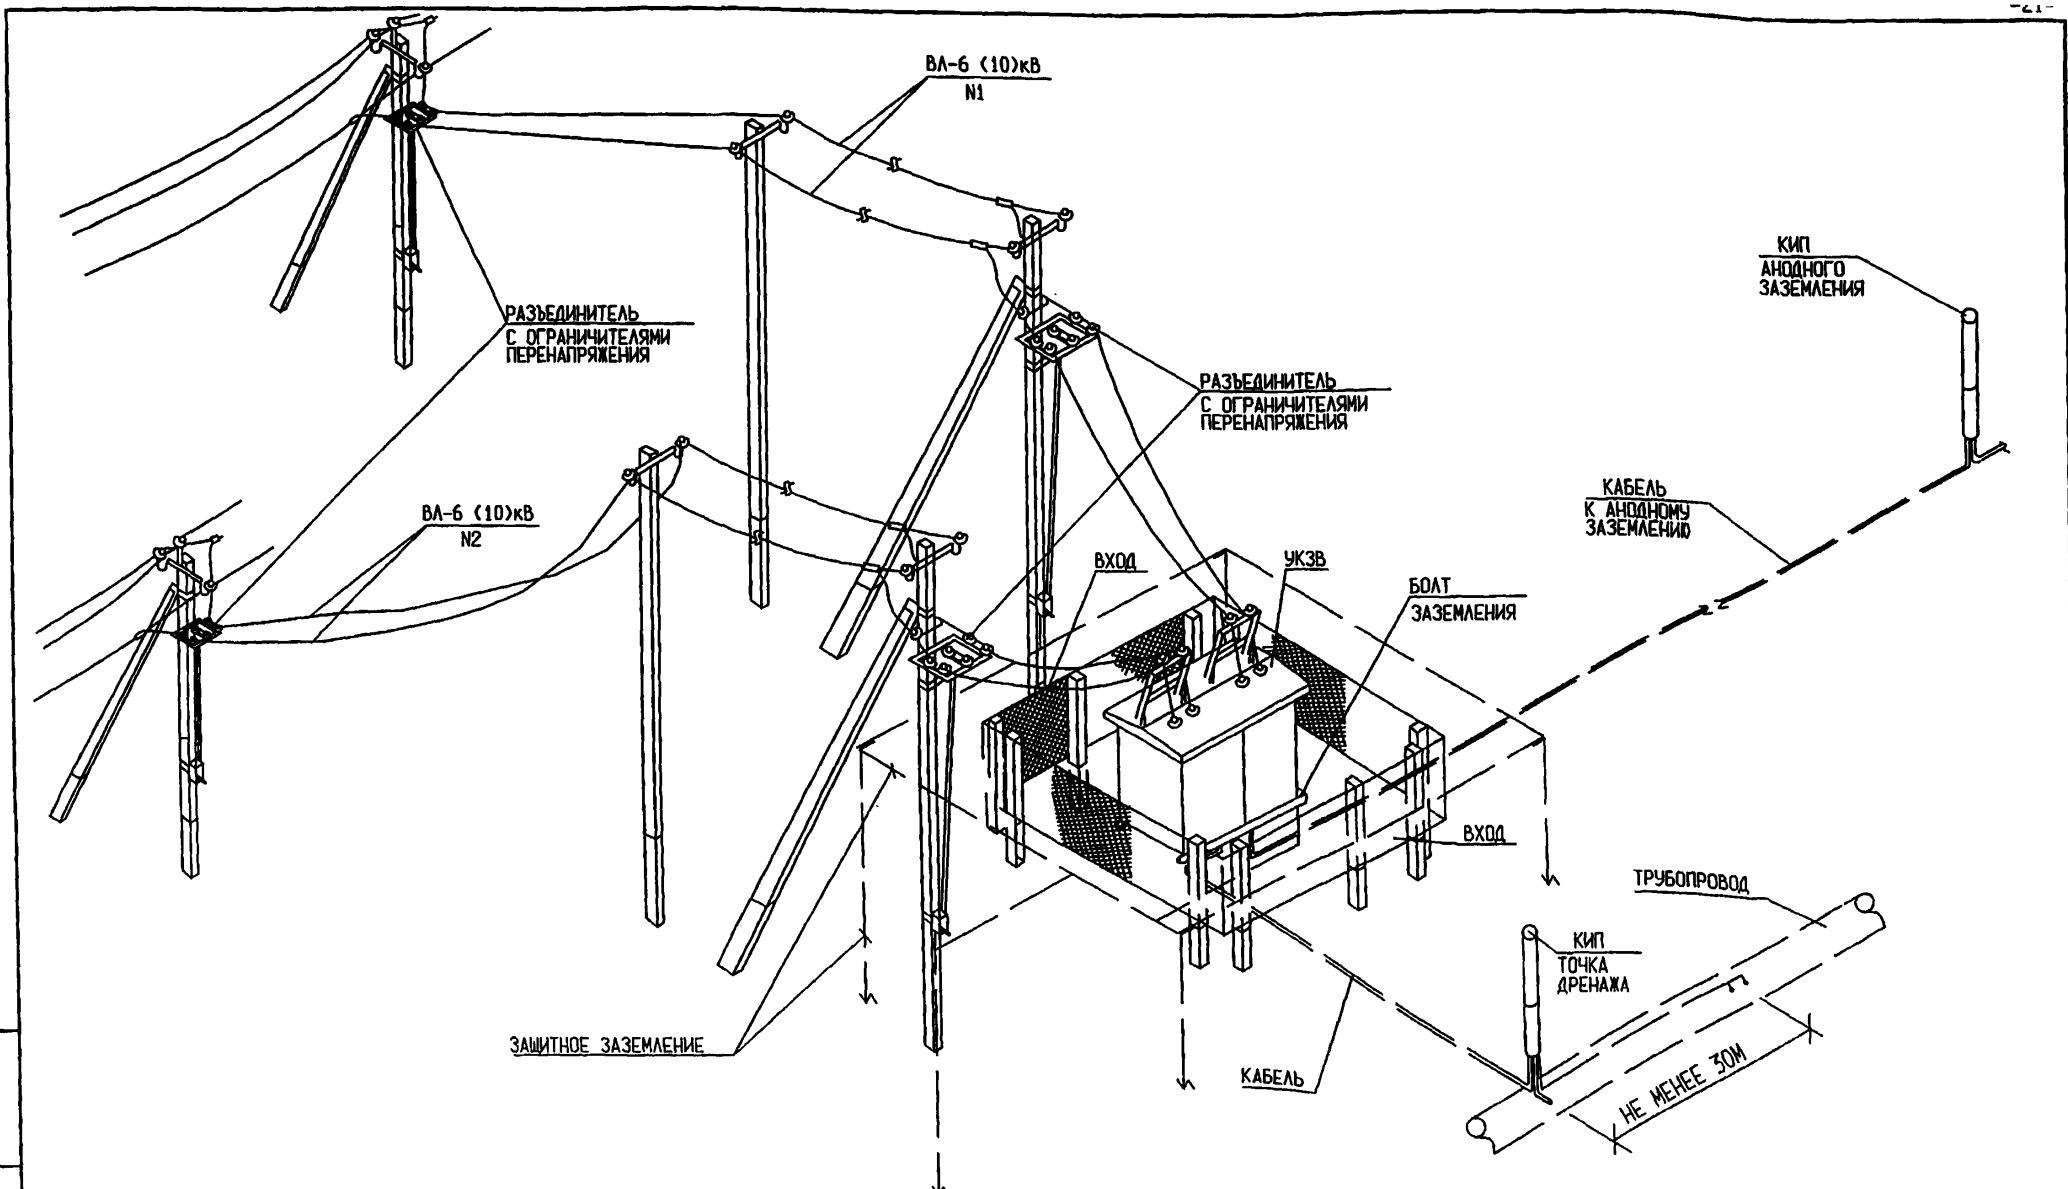 -21-
ВЛ-6 (10)кВ
N1
КИП
АНОДНОГО
ЗАЗЕМЛЕНИЯ
РАЗЪЕДИНИТЕЛЬ
С ОГРАНИЧИТЕЛЯМИ
ПЕРЕНАПРЯЖЕНИЯ
РАЗЪЕДИНИТЕЛЬ
С ОГРАНИЧИТЕЛЯМИ
ПЕРЕНАПРЯЖЕНИЯ
КАБЕЛЬ
К АНОДНОМУ
ЗАЗЕМЛЕНИЮ
ВЛ-6 (10)кВ
N2
ВХОД
УКЗВ
БОЛТ
ЗАЗЕМЛЕНИЯ
ВХОД
ТРУБОПРОВОД
КИП
ТОЧКА
ДРЕНАЖА
ЗАЩИТНОЕ ЗАЗЕМЛЕНИЕ
КАБЕЛЬ
НЕ МЕНЕЕ 30М